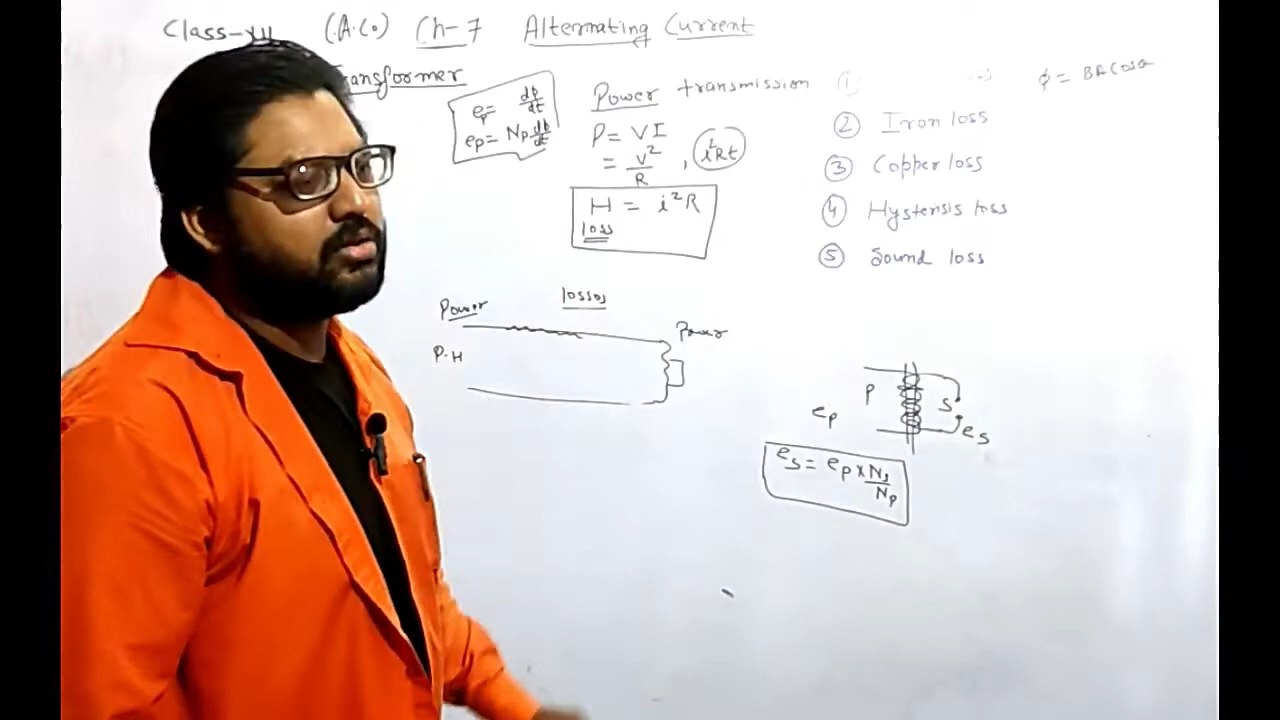 Class-XII (A.C.) Ch-7 Alternating Current
Transformer
eₚ= dϕ/dt
eₚ= Nₚ dϕ/dt
Power transmission
P= VI
= V²/R , i²Rt
H = i²R
loss
①
② Iron loss
③ Copper loss
④ Hystensis loss
⑤ Sound loss
ϕ= BACosθ
Power losses
Power
P.H
P S
eₚ eₛ
eₛ= eₚ x Nₛ/Nₚ